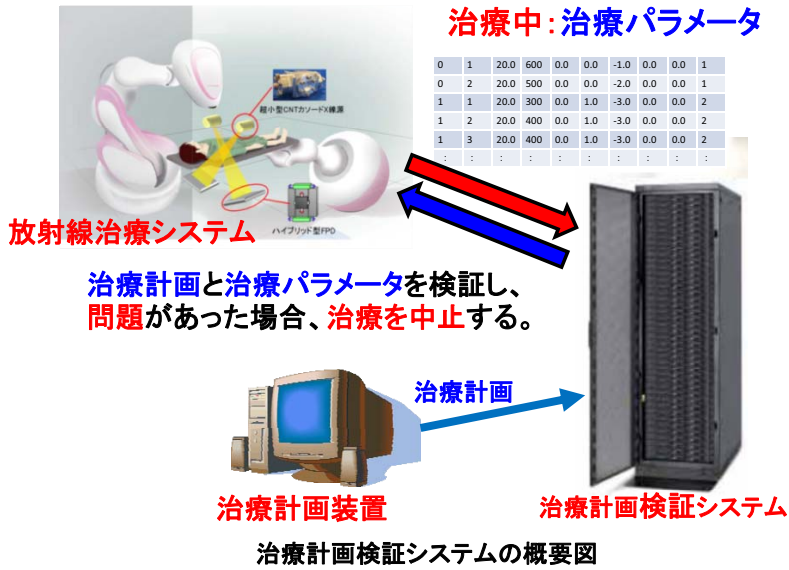 治療中：治療パラメータ
0 1 20.0 600 0.0 0.0 -1.0 0.0 0.0 1
0 2 20.0 500 0.0 0.0 -2.0 0.0 0.0 1
1 1 20.0 300 0.0 1.0 -3.0 0.0 0.0 2
1 2 20.0 400 0.0 1.0 -3.0 0.0 0.0 2
1 3 20.0 400 0.0 1.0 -3.0 0.0 0.0 2
: : : : : : : : : :
超小型CNTカソードX線源
ハイブリッド型FPD
放射線治療システム
治療計画と治療パラメータを検証し、
問題があった場合、治療を中止する。
治療計画
治療計画装置
治療計画検証システム
治療計画検証システムの概要図